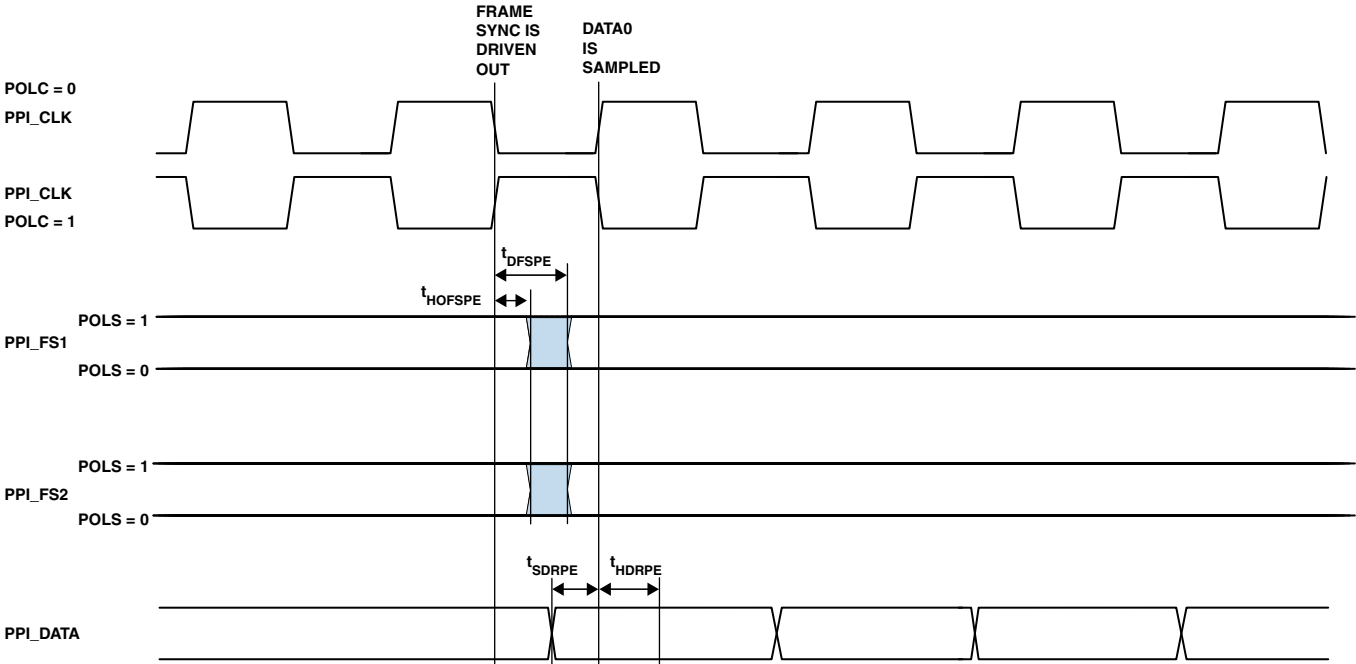 FRAME
SYNC IS
DRIVEN
OUT
DATA0
IS
SAMPLED
POLC = 0
PPI_CLK
PPI_CLK
POLC = 1
tDFSPE
tHOFSPE
POLS = 1
PPI_FS1
POLS = 0
POLS = 1
PPI_FS2
POLS = 0
tSDRPE
tHDRPE
PPI_DATA